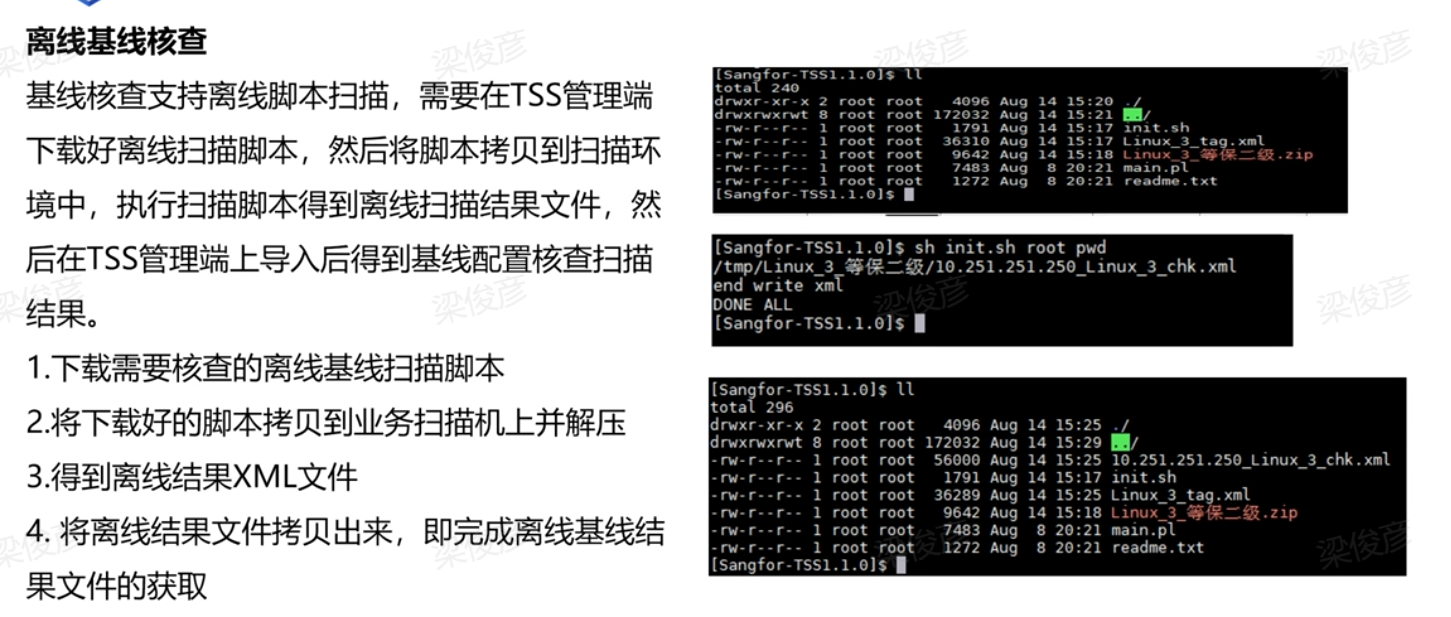 离线基线核查
基线核查支持离线脚本扫描，需要在TSS管理端
下载好离线扫描脚本，然后将脚本拷贝到扫描环
境中，执行扫描脚本得到离线扫描结果文件，然
后在TSS管理端上导入后得到基线配置核查扫描
结果。
1.下载需要核查的离线基线扫描脚本
2.将下载好的脚本拷贝到业务扫描机上并解压
3.得到离线结果XML文件
4. 将离线结果文件拷贝出来，即完成离线基线结
果文件的获取
[Sangfor-TSS1.1.0]$ ll
total 240
drwxr-xr-x 2 root root 4096 Aug 14 15:20 ./
drwxrwxrwt 8 root root 172032 Aug 14 15:21 ../
-rw-r--r-- 1 root root 1791 Aug 14 15:17 init.sh
-rw-r--r-- 1 root root 36310 Aug 14 15:17 Linux_3_tag.xml
-rw-r--r-- 1 root root 9642 Aug 14 15:18 Linux_3_等保二级.zip
-rw-r--r-- 1 root root 7483 Aug 8 20:21 main.pl
-rw-r--r-- 1 root root 1272 Aug 8 20:21 readme.txt
[Sangfor-TSS1.1.0]$
[Sangfor-TSS1.1.0]$ sh init.sh root pwd
/tmp/Linux_3_等保二级/10.251.251.250_Linux_3_chk.xml
end write xml
DONE ALL
[Sangfor-TSS1.1.0]$
[Sangfor-TSS1.1.0]$ ll
total 296
drwxr-xr-x 2 root root 4096 Aug 14 15:25 ./
drwxrwxrwt 8 root root 172032 Aug 14 15:29 ../
-rw-r--r-- 1 root root 56000 Aug 14 15:25 10.251.251.250_Linux_3_chk.xml
-rw-r--r-- 1 root root 1791 Aug 14 15:17 init.sh
-rw-r--r-- 1 root root 36289 Aug 14 15:25 Linux_3_tag.xml
-rw-r--r-- 1 root root 9642 Aug 14 15:18 Linux_3_等保二级.zip
-rw-r--r-- 1 root root 7483 Aug 8 20:21 main.pl
-rw-r--r-- 1 root root 1272 Aug 8 20:21 readme.txt
[Sangfor-TSS1.1.0]$
梁俊彦
梁俊彦
梁俊彦
梁俊彦
梁俊彦
梁俊彦
梁俊彦
梁俊彦
梁俊彦